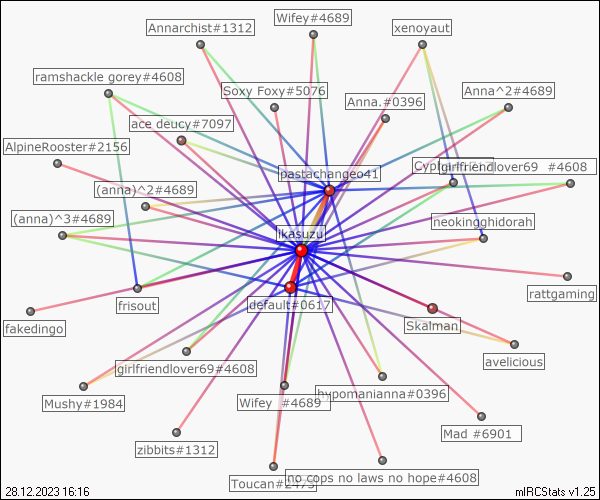 Wifey#4689
Annarchist#1312
xenoyaut
ramshackle gorey#4608
Soxy Foxy#5076
Anna.#0396
Anna^2#4689
ace deucy#7097
AlpineRooster#2156
pastachangeo41
girlfriendlover69 #4608
(anna)^2#4689
(anna)^3#4689
neokingghidorah
ikasuzu
rattgaming
frisout
default#0617
fakedingo
Skalman
avelicious
girlfriendlover69#4608
hypomanianna#0396
Mushy#1984
Wifey #4689
Mad #6901
zibbits#1312
no cops no laws no hope#4608
28.12.2023 16:16
mIRCStats v1.25